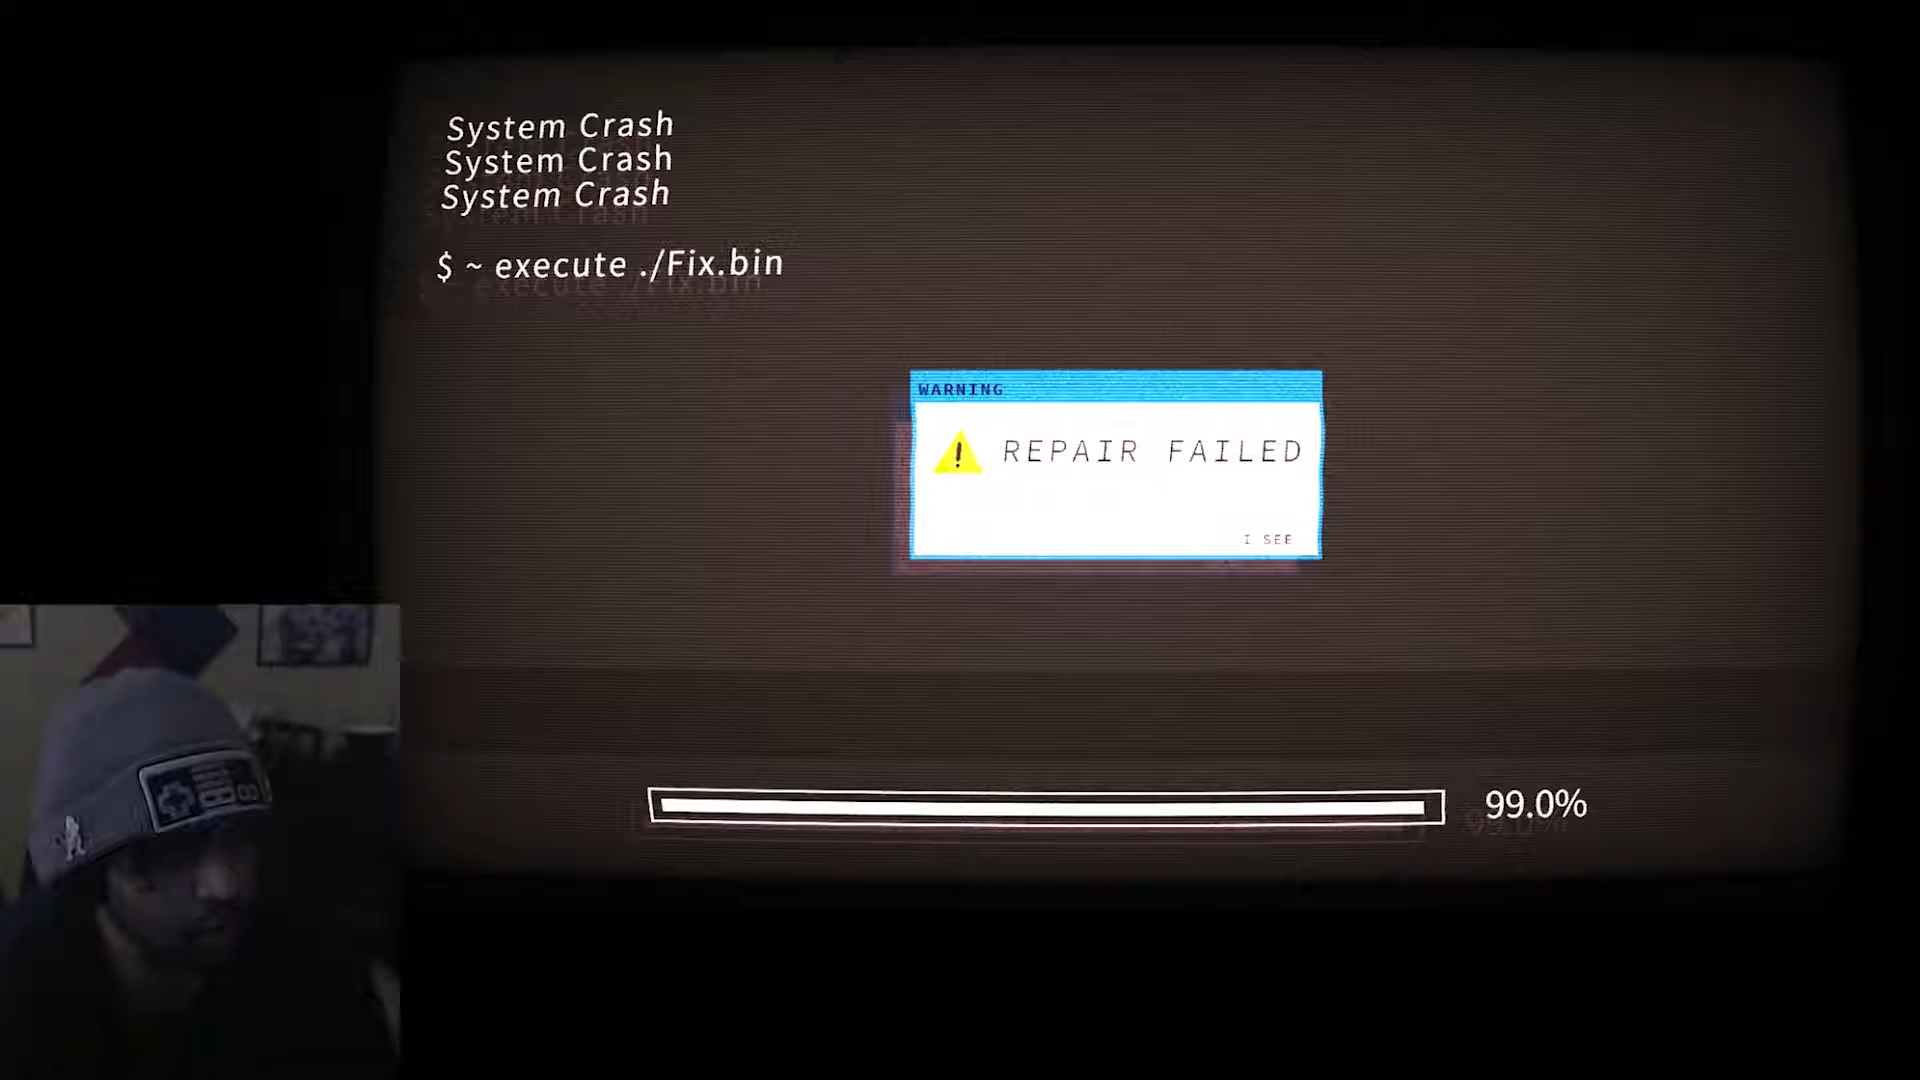 System Crash
System Crash
System Crash
$ ~ execute ./Fix.bin
WARNING
REPAIR FAILED
I SEE
99.0%